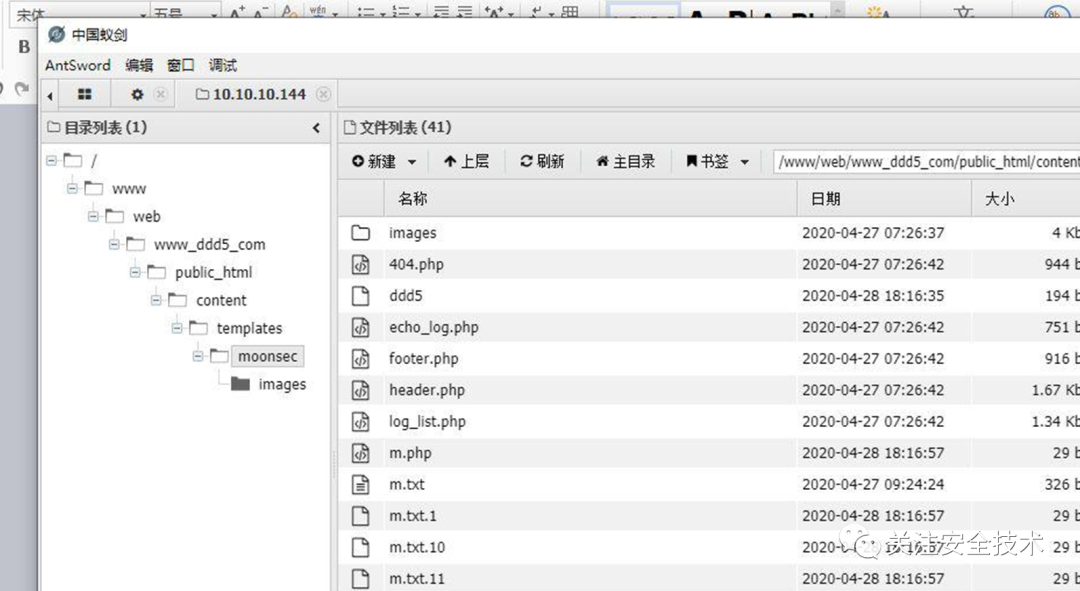 宋体 五号 A A wén
B
中国蚁剑
AntSword 编辑 窗口 调试
10.10.10.144
目录列表 (1)
文件列表 (41)
新建 上层 刷新 主目录 书签 /www/web/www_ddd5_com/public_html/content
名称 日期 大小
/
www
web
www_ddd5_com
public_html
content
templates
moonsec
images
images 2020-04-27 07:26:37 4 Kb
404.php 2020-04-27 07:26:42 944 b
ddd5 2020-04-28 18:16:35 194 b
echo_log.php 2020-04-27 07:26:42 751 b
footer.php 2020-04-27 07:26:42 916 b
header.php 2020-04-27 07:26:42 1.67 Kb
log_list.php 2020-04-27 07:26:42 1.34 Kb
m.php 2020-04-28 18:16:57 29 b
m.txt 2020-04-27 09:24:24 326 b
m.txt.1 2020-04-28 18:16:57 29 b
m.txt.10 2020-04-28 18:16:57 29 b
m.txt.11 2020-04-28 18:16:57 29 b
关注安全技术